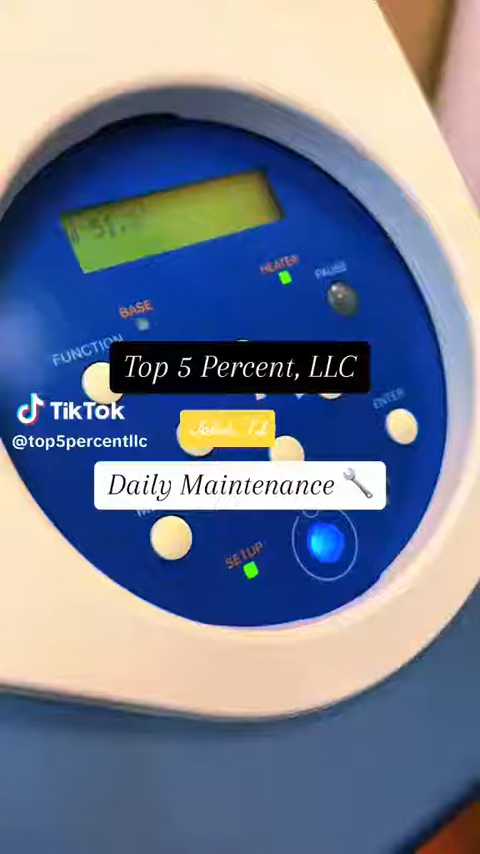 HEATER
PAUSE
BASE
FUNCTION
Top 5 Percent, LLC
ENTER
TikTok
@top5percentllc
Daily Maintenance 🔧
SETUP